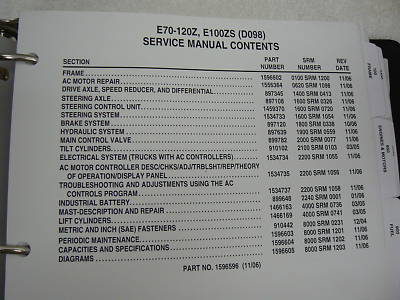 E70-120Z, E100ZS (D098)
SERVICE MANUAL CONTENTS
SECTION PART NUMBER SRM NUMBER REV DATE
FRAME 1596602 0100 SRM 1200 11/06
AC MOTOR REPAIR 1556364 0620 SRM 1096 11/06
DRIVE AXLE, SPEED REDUCER, AND DIFFERENTIAL 897345 1400 SRM 0413 11/06
STEERING AXLE 897108 1600 SRM 0326 11/06
STEERING CONTROL UNIT 1459370 1600 SRM 0720 11/06
STEERING SYSTEM 1534733 1600 SRM 1054 11/06
BRAKE SYSTEM 897130 1800 SRM 0338 10/06
HYDRAULIC SYSTEM 897639 1900 SRM 0559 11/06
MAIN CONTROL VALVE 899782 2000 SRM 0077 11/06
TILT CYLINDERS 910102 2100 SRM 0103 03/05
ELECTRICAL SYSTEM (TRUCKS WITH AC CONTROLLERS) 1534734 2200 SRM 1055 11/06
AC MOTOR CONTROLLER DESC/CHKS/ADJ/TRBLSHT/REP/THEORY
OF OPERATION/DISPLAY PANEL 1534735 2200 SRM 1056 11/06
TROUBLESHOOTING AND ADJUSTMENTS USING THE AC
CONTROLS PROGRAM 1534737 2200 SRM 1058 11/06
INDUSTRIAL BATTERY 899648 2240 SRM 0001 01/06
MAST-DESCRIPTION AND REPAIR 1466163 4000 SRM 0735 03/05
LIFT CYLINDERS 1466169 4000 SRM 0741 03/05
METRIC AND INCH (SAE) FASTENERS 910442 8000 SRM 0231 12/04
PERIODIC MAINTENANCE 1596603 8000 SRM 1201 11/06
CAPACITIES AND SPECIFICATIONS 1596604 8000 SRM 1202 11/06
DIAGRAMS 1596605 8000 SRM 1203 11/06
PART NO. 1596596 (11/06)
FRAME
ENGINES & MOTORS
FUEL